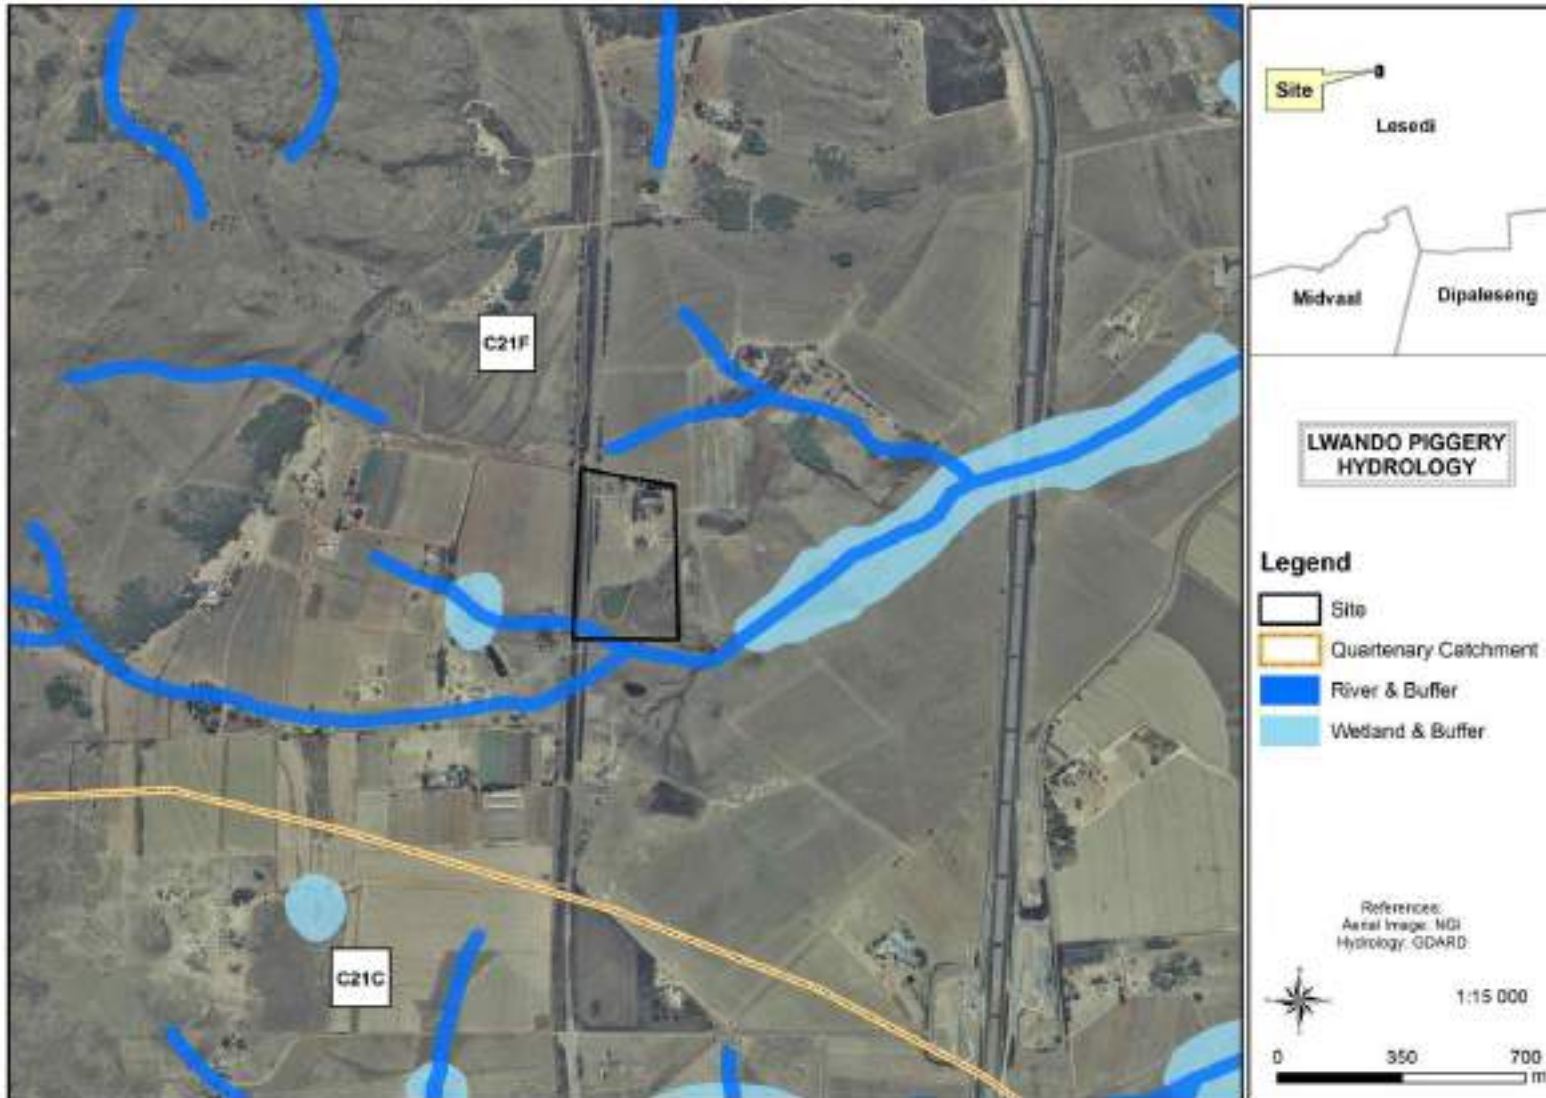 C21F
C21C
Site
Lesedi
Midvaal
Dipaleseng
LWANDO PIGGERY
HYDROLOGY
Legend
Site
Quartenary Catchment
River & Buffer
Wetland & Buffer
References:
Aerial Image: NGI
Hydrology: GDARD
1:15 000
0 350 700
m